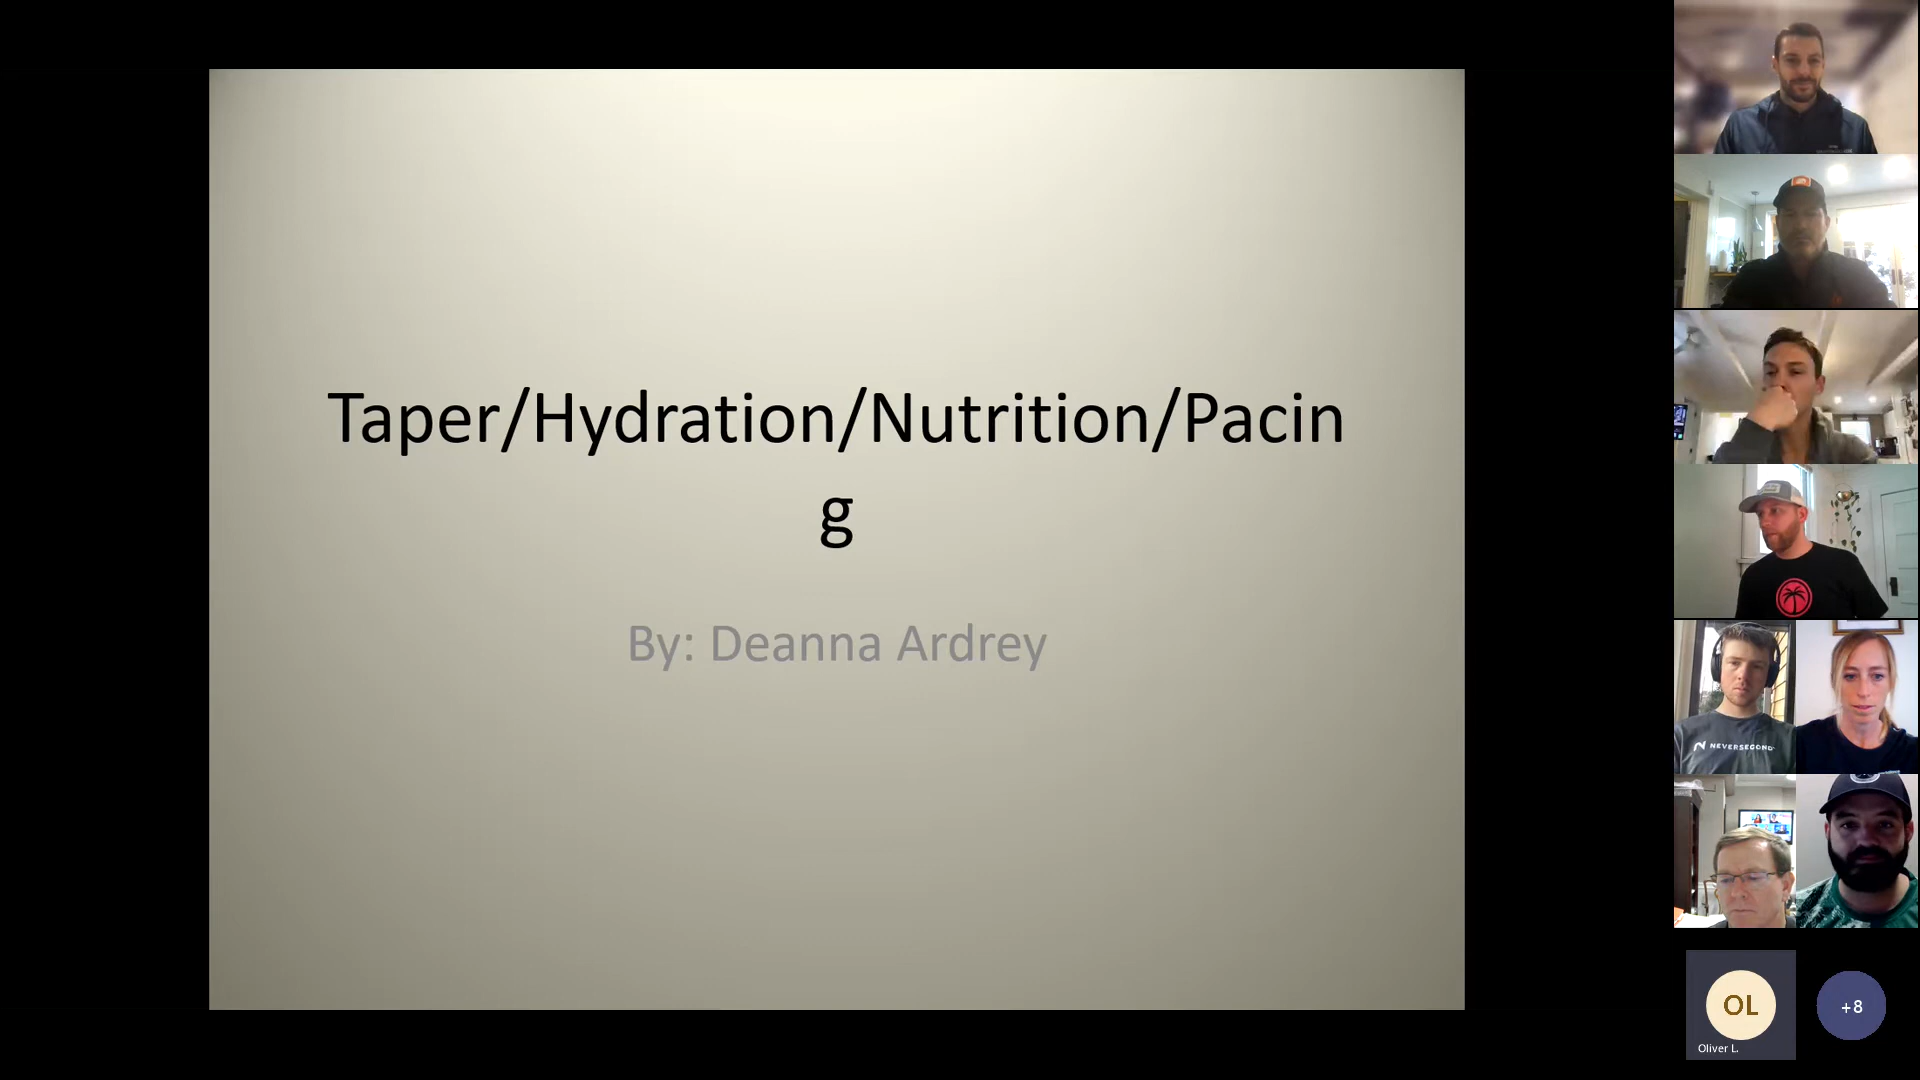 Taper/Hydration/Nutrition/Pacin
g
By: Deanna Ardrey
NEVERSECOND
OL
Oliver L.
+8